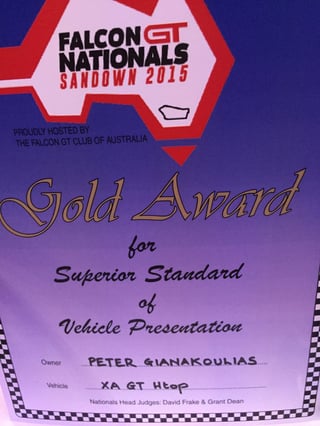 FALCON GT
NATIONALS
SANDOWN 2015
PROUDLY HOSTED BY
THE FALCON GT CLUB OF AUSTRALIA
Gold Award
for
Superior Standard
of
Vehicle Presentation
Owner PETER GIANAKOULIAS
Vehicle XA GT Htop
Nationals Head Judges: David Frake & Grant Dean